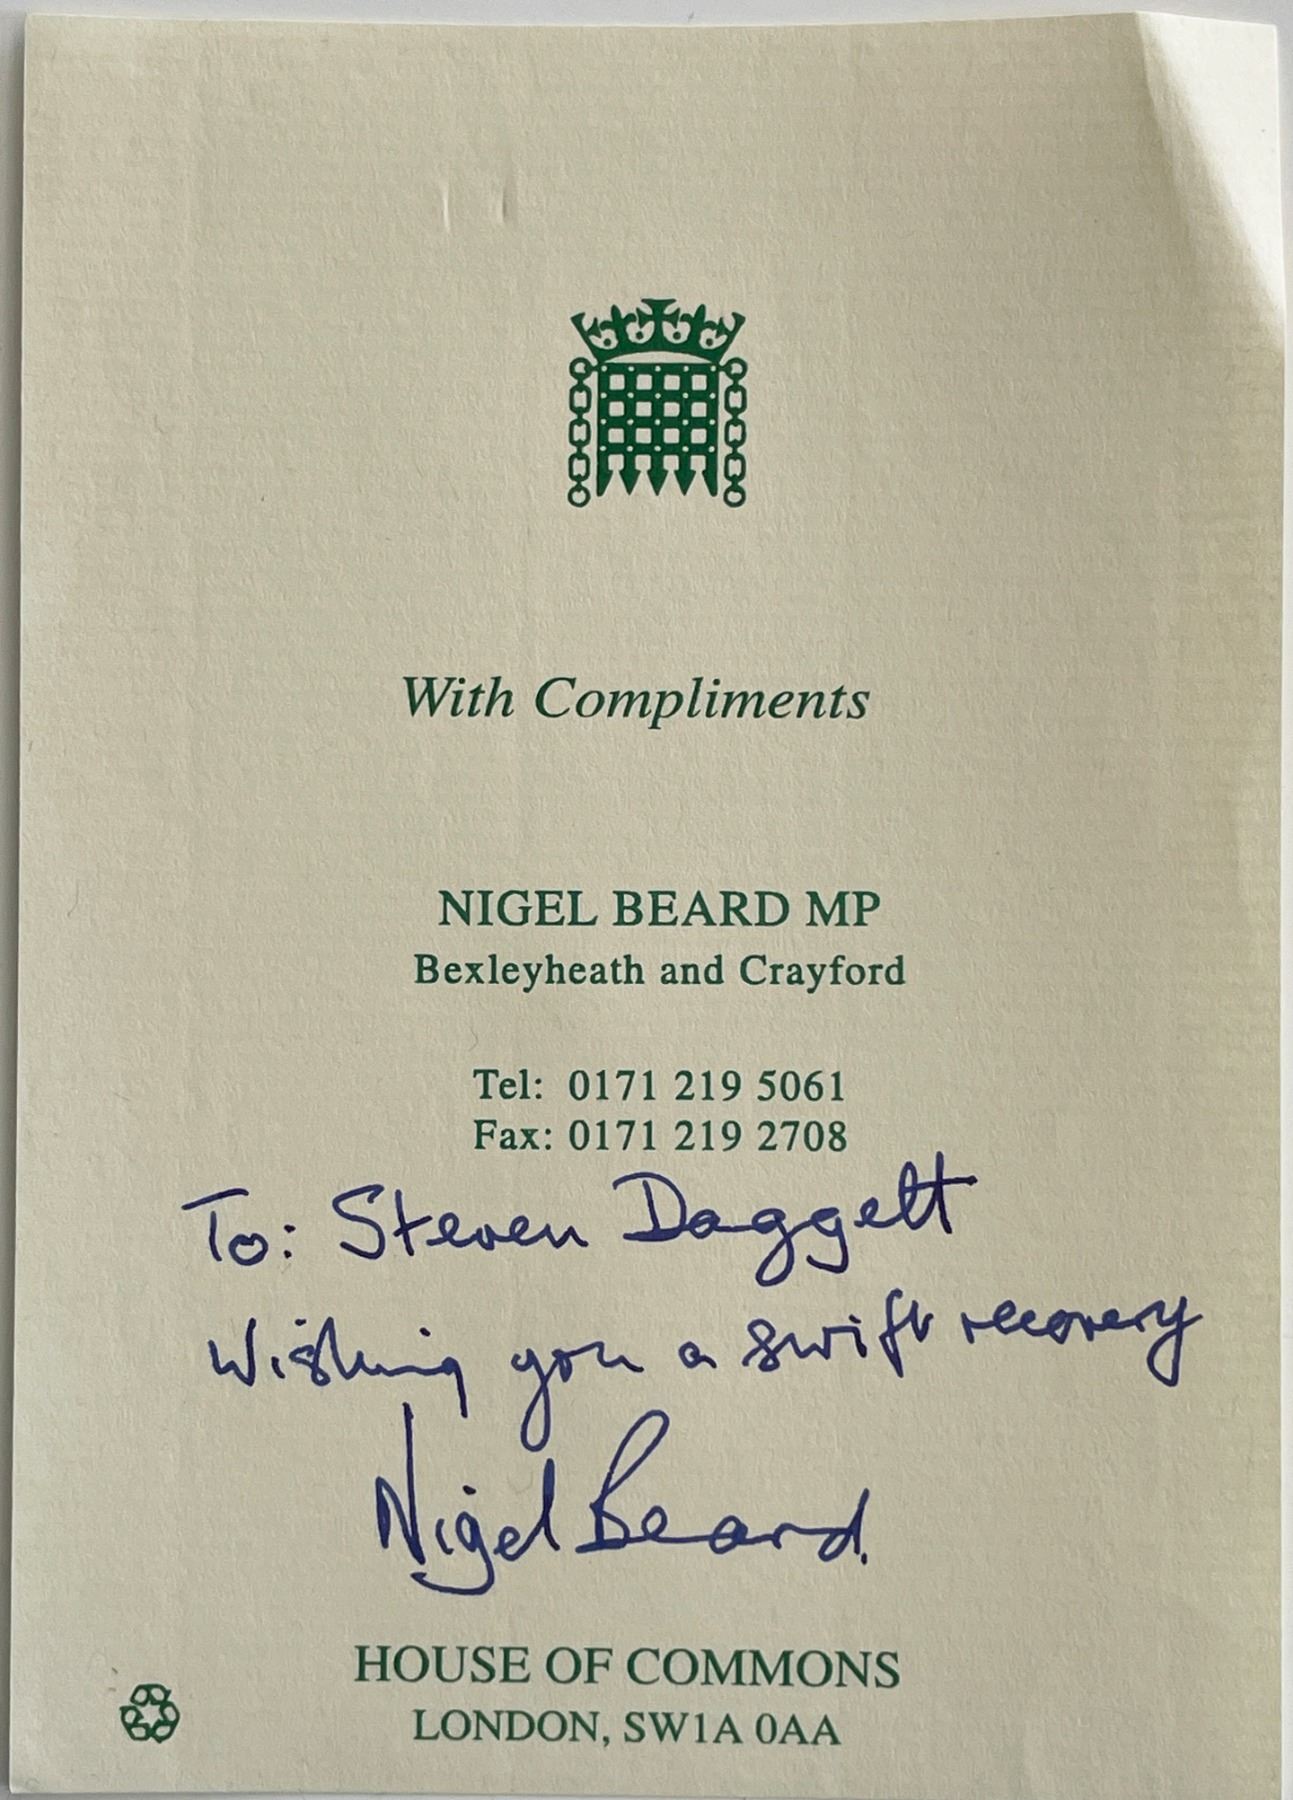 With Compliments
NIGEL BEARD MP
Bexleyheath and Crayford
Tel: 0171 219 5061
Fax: 0171 219 2708
To: Steven Daggett
Wishing you a swift recovery
Nigel Beard.
HOUSE OF COMMONS
LONDON, SW1A 0AA